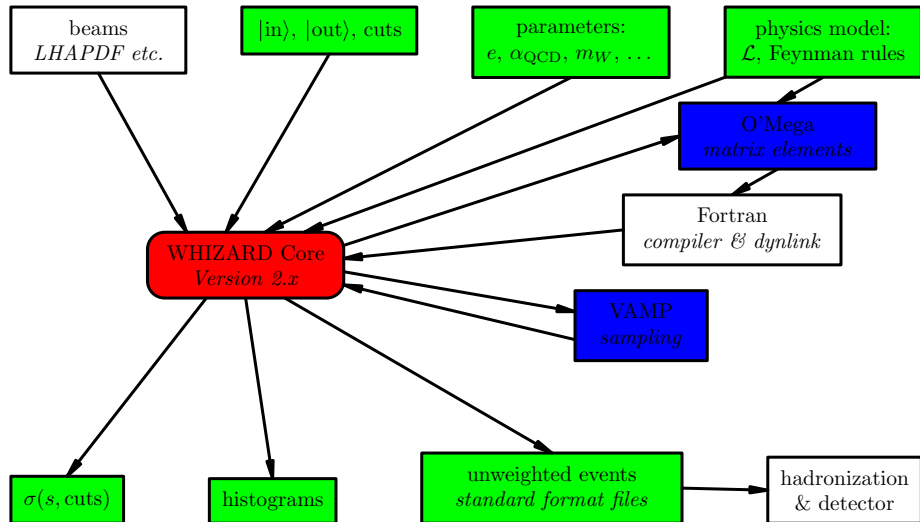 beams
LHAPDF etc.
|in⟩, |out⟩, cuts
parameters:
e, α_QCD, m_W, …
physics model:
ℒ, Feynman rules
O'Mega
matrix elements
Fortran
compiler & dynlink
WHIZARD Core
Version 2.x
VAMP
sampling
σ(s, cuts)
histograms
unweighted events
standard format files
hadronization
& detector